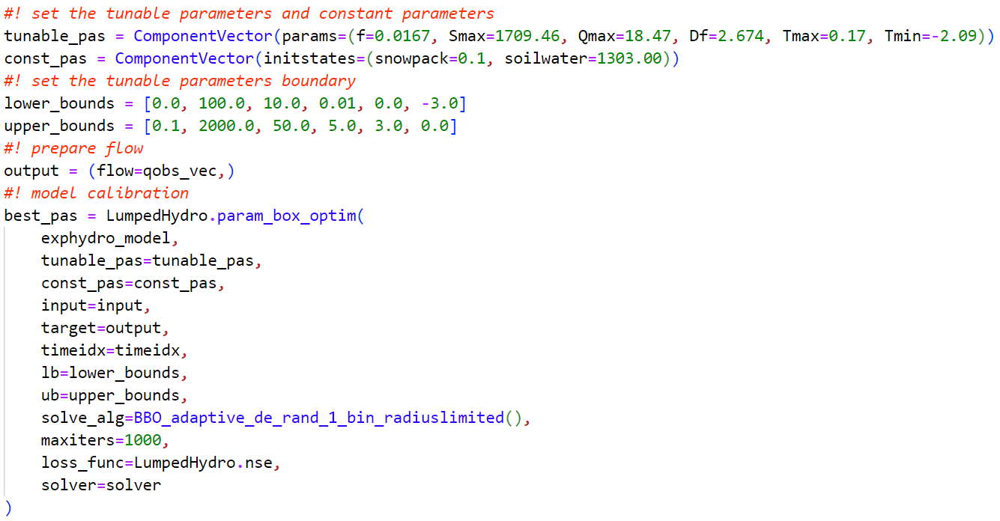 #! set the tunable parameters and constant parameters
tunable_pas = ComponentVector(params=(f=0.0167, Smax=1709.46, Qmax=18.47, Df=2.674, Tmax=0.17, Tmin=-2.09))
const_pas = ComponentVector(initstates=(snowpack=0.1, soilwater=1303.00))
#! set the tunable parameters boundary
lower_bounds = [0.0, 100.0, 10.0, 0.01, 0.0, -3.0]
upper_bounds = [0.1, 2000.0, 50.0, 5.0, 3.0, 0.0]
#! prepare flow
output = (flow=qobs_vec,)
#! model calibration
best_pas = LumpedHydro.param_box_optim(
    exphydro_model,
    tunable_pas=tunable_pas,
    const_pas=const_pas,
    input=input,
    target=output,
    timeidx=timeidx,
    lb=lower_bounds,
    ub=upper_bounds,
    solve_alg=BBO_adaptive_de_rand_1_bin_radiuslimited(),
    maxiters=1000,
    loss_func=LumpedHydro.nse,
    solver=solver
)